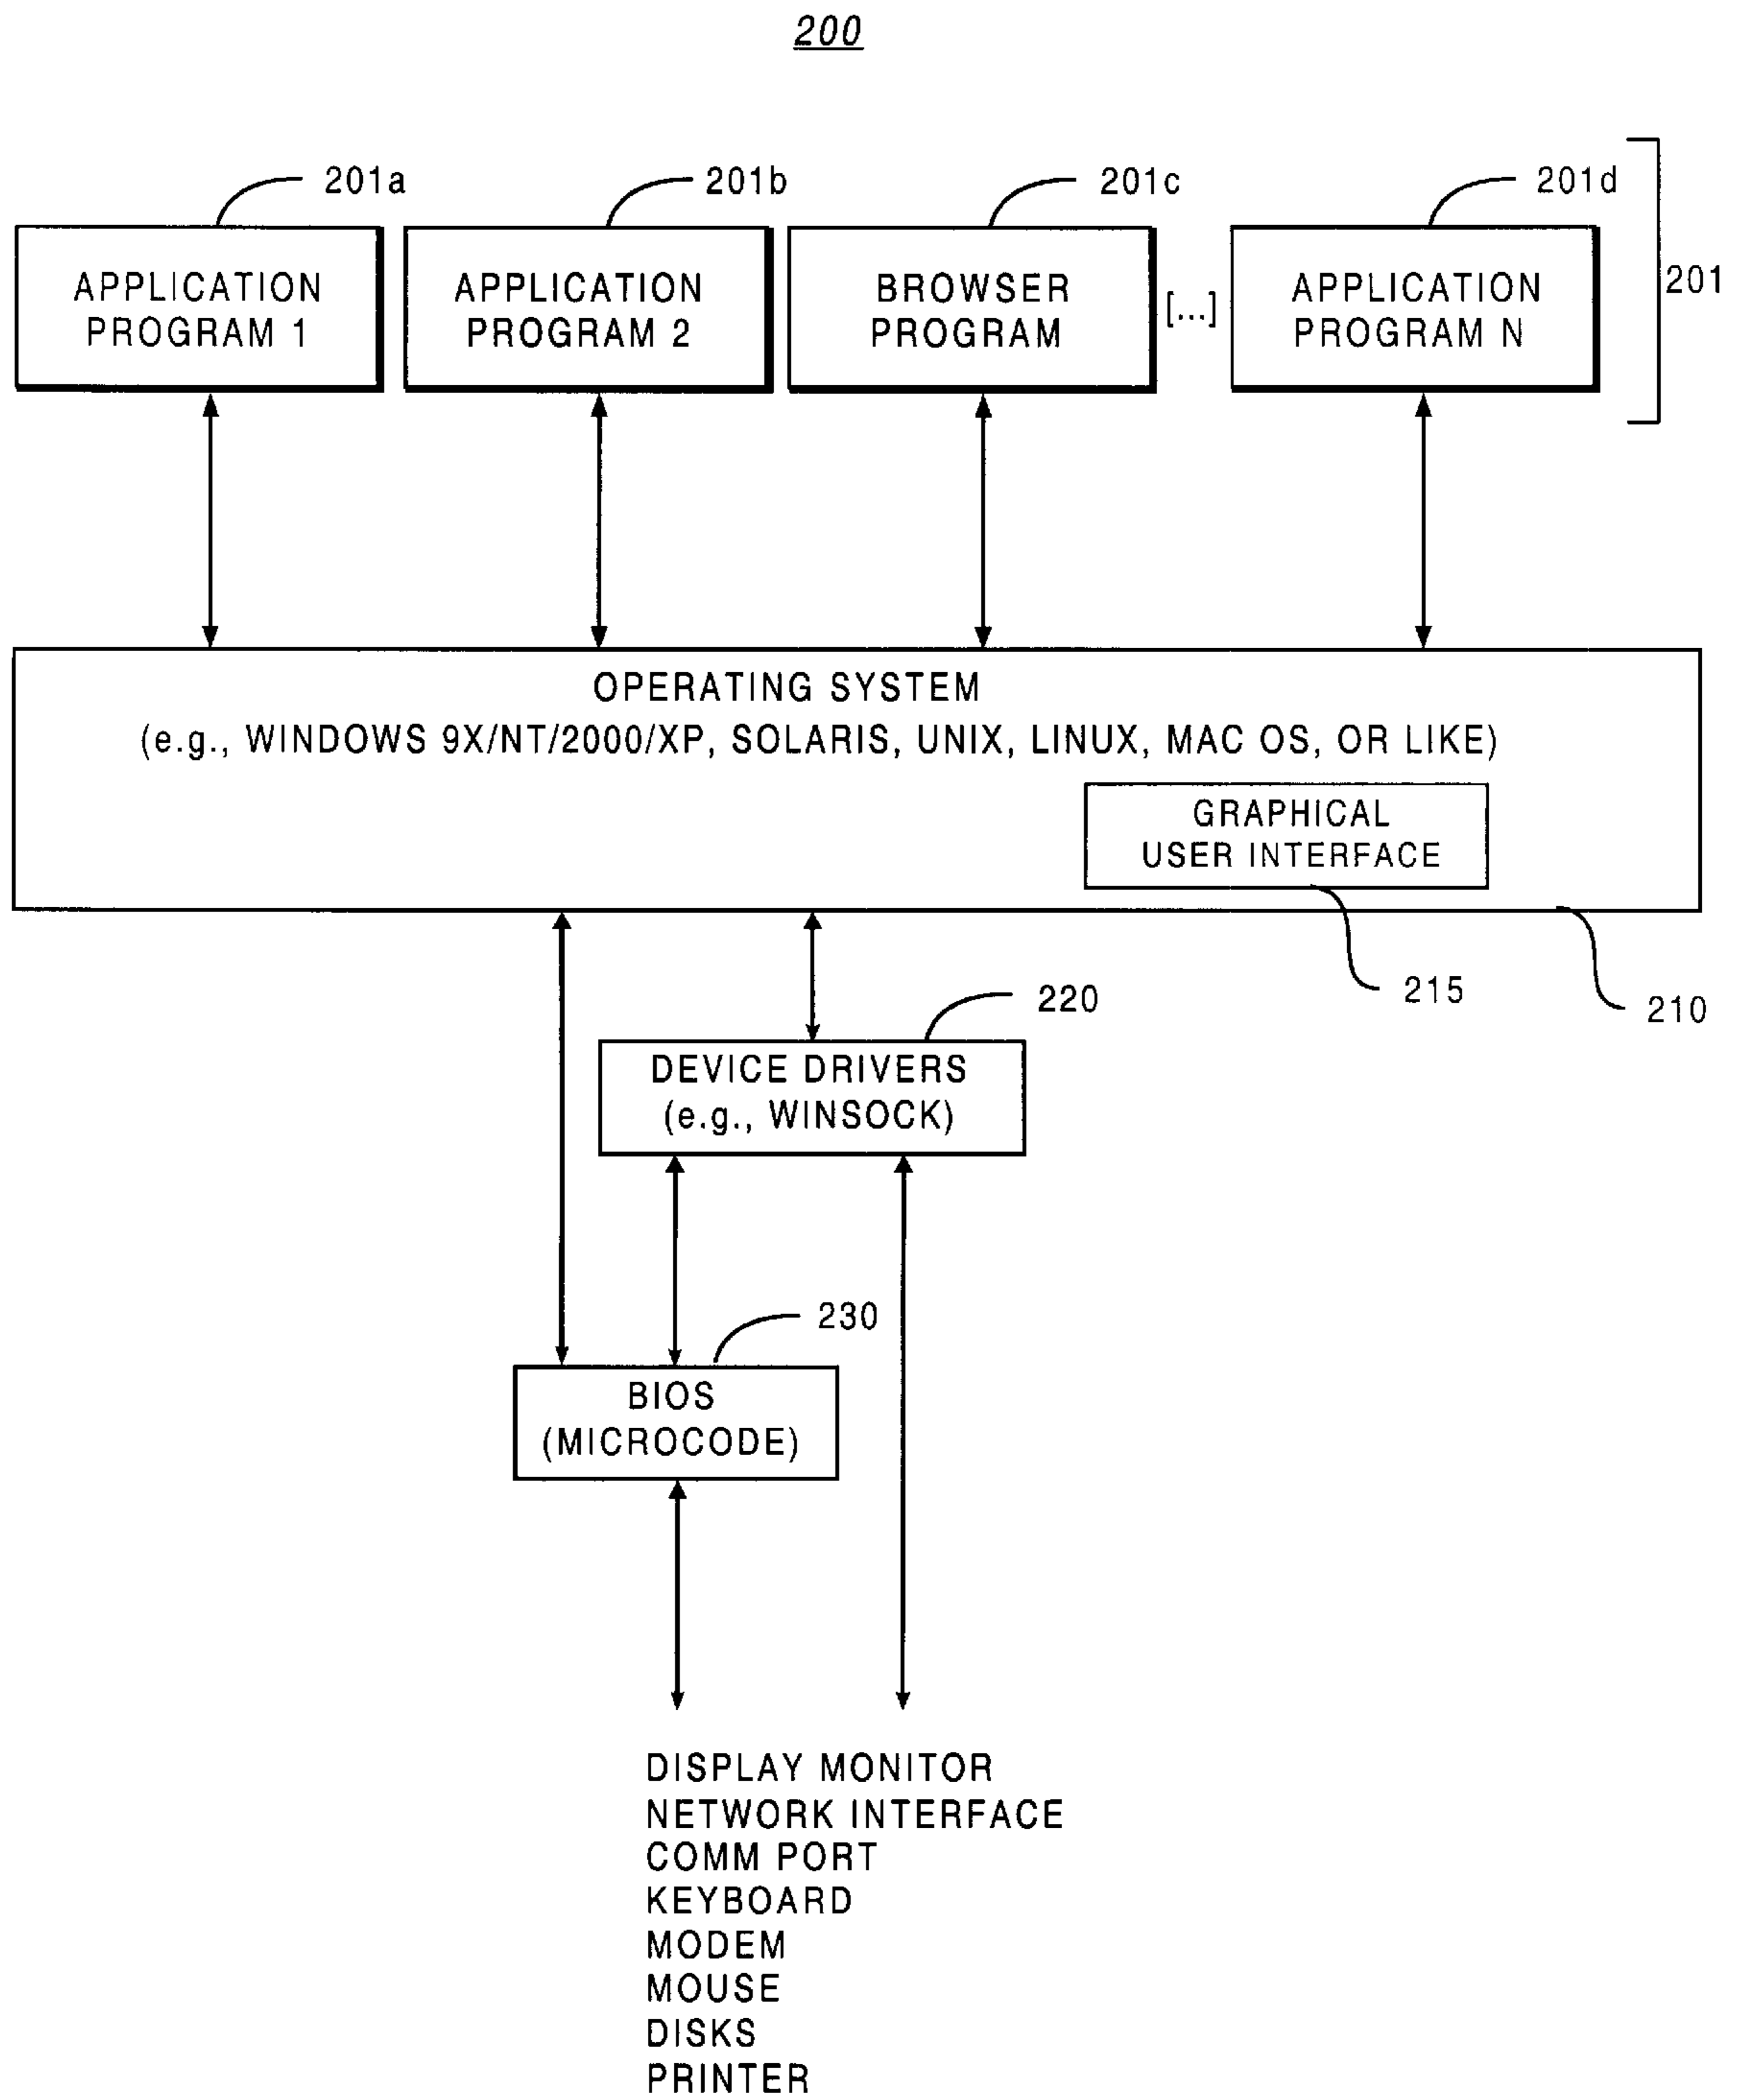 200
201a
201b
201c
201d
201
APPLICATION
PROGRAM 1
APPLICATION
PROGRAM 2
BROWSER
PROGRAM
[...]
APPLICATION
PROGRAM N
OPERATING SYSTEM
(e.g., WINDOWS 9X/NT/2000/XP, SOLARIS, UNIX, LINUX, MAC OS, OR LIKE)
GRAPHICAL
USER INTERFACE
215
210
220
DEVICE DRIVERS
(e.g., WINSOCK)
230
BIOS
(MICROCODE)
DISPLAY MONITOR
NETWORK INTERFACE
COMM PORT
KEYBOARD
MODEM
MOUSE
DISKS
PRINTER